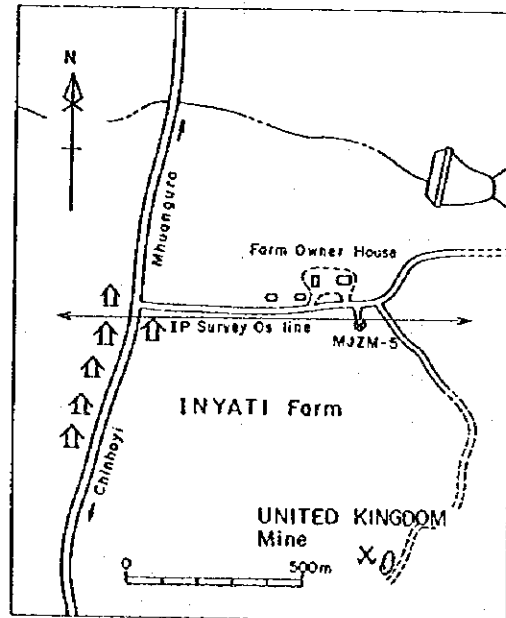 N
Mhuangura
Farm Owner House
IP Survey Os line
MJZM-5
INYATI Farm
Chinhoyi
UNITED KINGDOM
Mine
0
500m